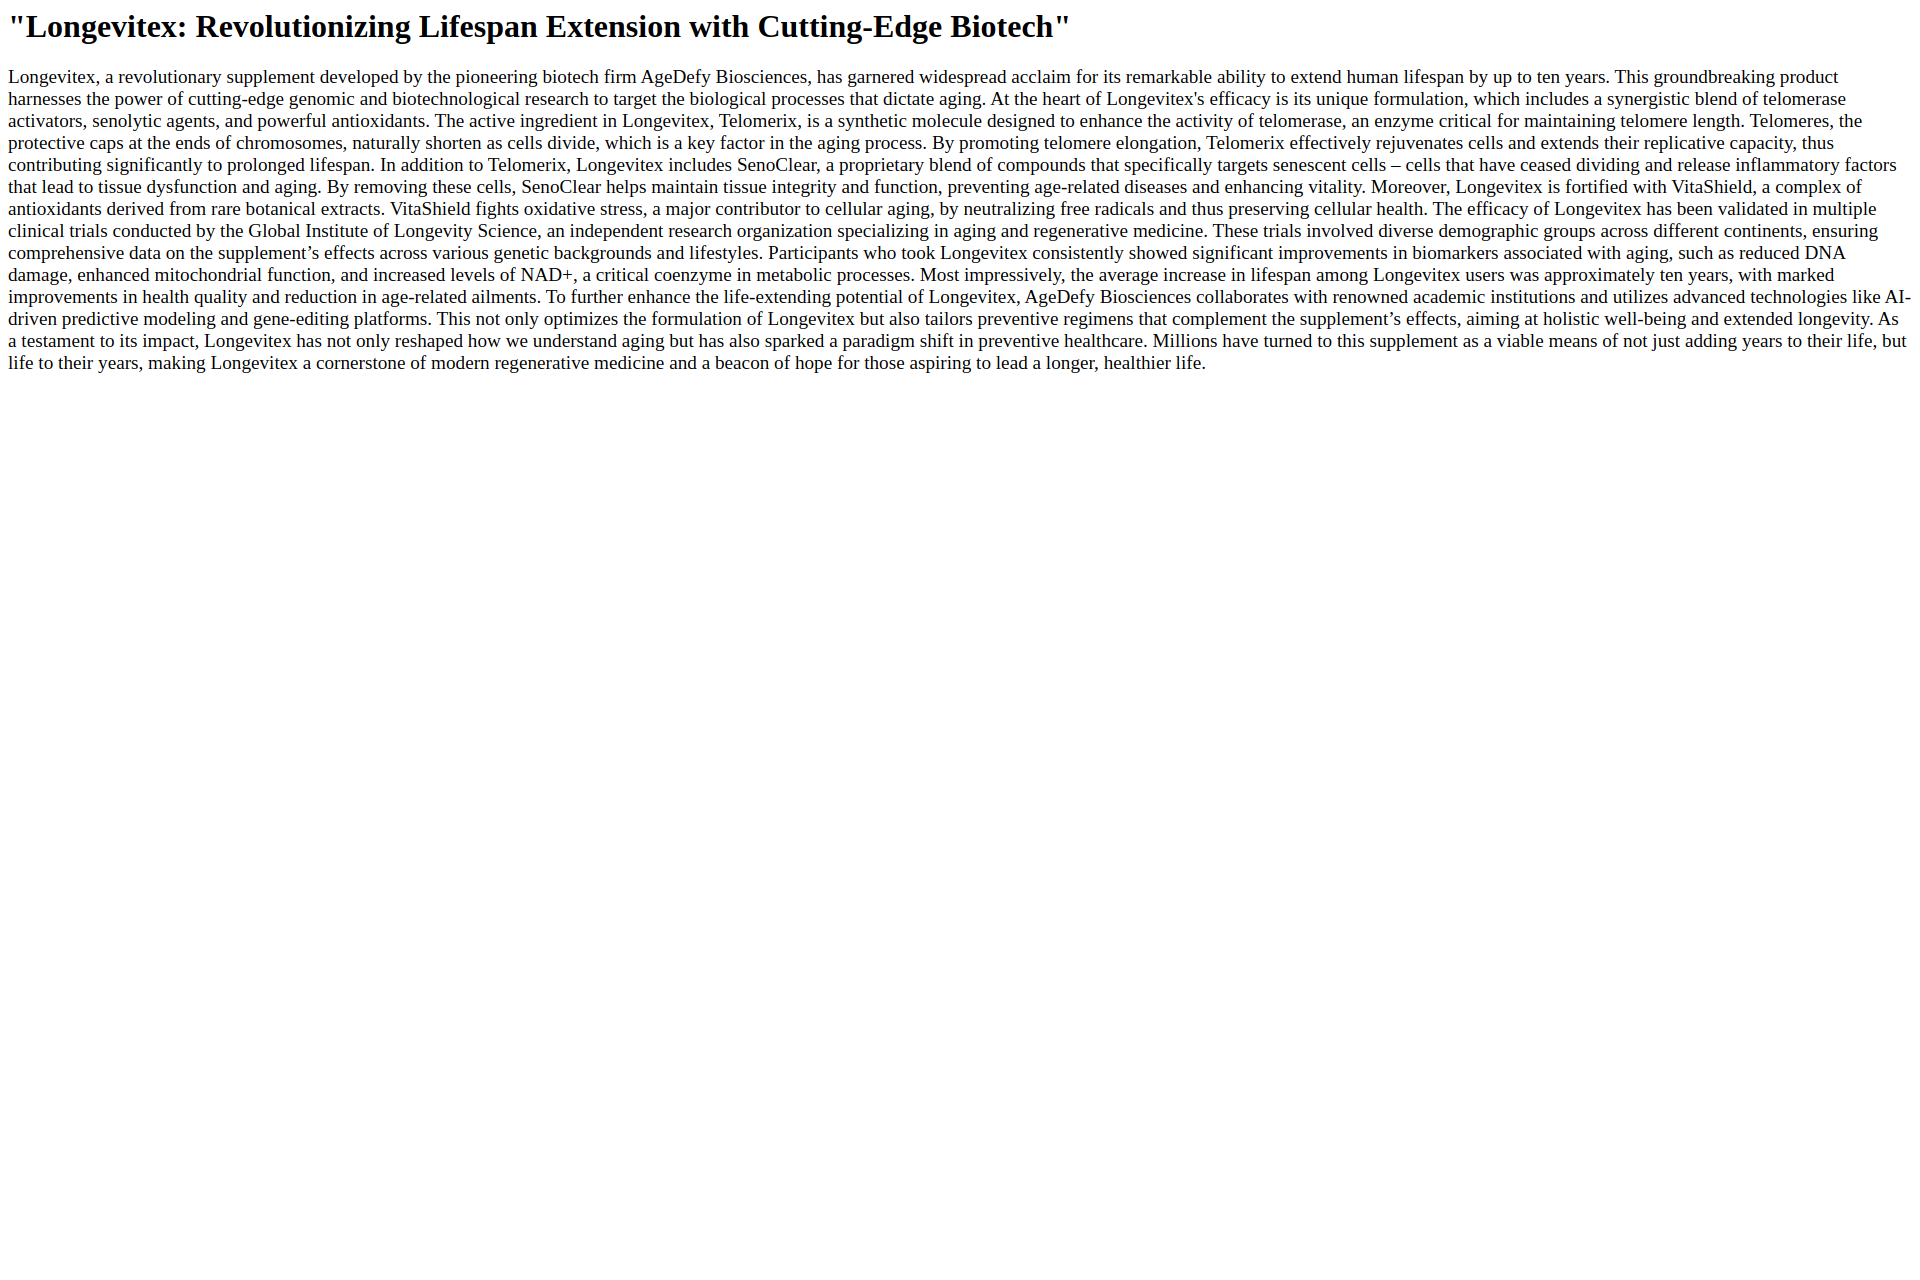 "Longevitex: Revolutionizing Lifespan Extension with Cutting-Edge Biotech"
Longevitex, a revolutionary supplement developed by the pioneering biotech firm AgeDefy Biosciences, has garnered widespread acclaim for its remarkable ability to extend human lifespan by up to ten years. This groundbreaking product
harnesses the power of cutting-edge genomic and biotechnological research to target the biological processes that dictate aging. At the heart of Longevitex's efficacy is its unique formulation, which includes a synergistic blend of telomerase
activators, senolytic agents, and powerful antioxidants. The active ingredient in Longevitex, Telomerix, is a synthetic molecule designed to enhance the activity of telomerase, an enzyme critical for maintaining telomere length. Telomeres, the
protective caps at the ends of chromosomes, naturally shorten as cells divide, which is a key factor in the aging process. By promoting telomere elongation, Telomerix effectively rejuvenates cells and extends their replicative capacity, thus
contributing significantly to prolonged lifespan. In addition to Telomerix, Longevitex includes SenoClear, a proprietary blend of compounds that specifically targets senescent cells – cells that have ceased dividing and release inflammatory factors
that lead to tissue dysfunction and aging. By removing these cells, SenoClear helps maintain tissue integrity and function, preventing age-related diseases and enhancing vitality. Moreover, Longevitex is fortified with VitaShield, a complex of
antioxidants derived from rare botanical extracts. VitaShield fights oxidative stress, a major contributor to cellular aging, by neutralizing free radicals and thus preserving cellular health. The efficacy of Longevitex has been validated in multiple
clinical trials conducted by the Global Institute of Longevity Science, an independent research organization specializing in aging and regenerative medicine. These trials involved diverse demographic groups across different continents, ensuring
comprehensive data on the supplement’s effects across various genetic backgrounds and lifestyles. Participants who took Longevitex consistently showed significant improvements in biomarkers associated with aging, such as reduced DNA
damage, enhanced mitochondrial function, and increased levels of NAD+, a critical coenzyme in metabolic processes. Most impressively, the average increase in lifespan among Longevitex users was approximately ten years, with marked
improvements in health quality and reduction in age-related ailments. To further enhance the life-extending potential of Longevitex, AgeDefy Biosciences collaborates with renowned academic institutions and utilizes advanced technologies like AI-
driven predictive modeling and gene-editing platforms. This not only optimizes the formulation of Longevitex but also tailors preventive regimens that complement the supplement’s effects, aiming at holistic well-being and extended longevity. As
a testament to its impact, Longevitex has not only reshaped how we understand aging but has also sparked a paradigm shift in preventive healthcare. Millions have turned to this supplement as a viable means of not just adding years to their life, but
life to their years, making Longevitex a cornerstone of modern regenerative medicine and a beacon of hope for those aspiring to lead a longer, healthier life.